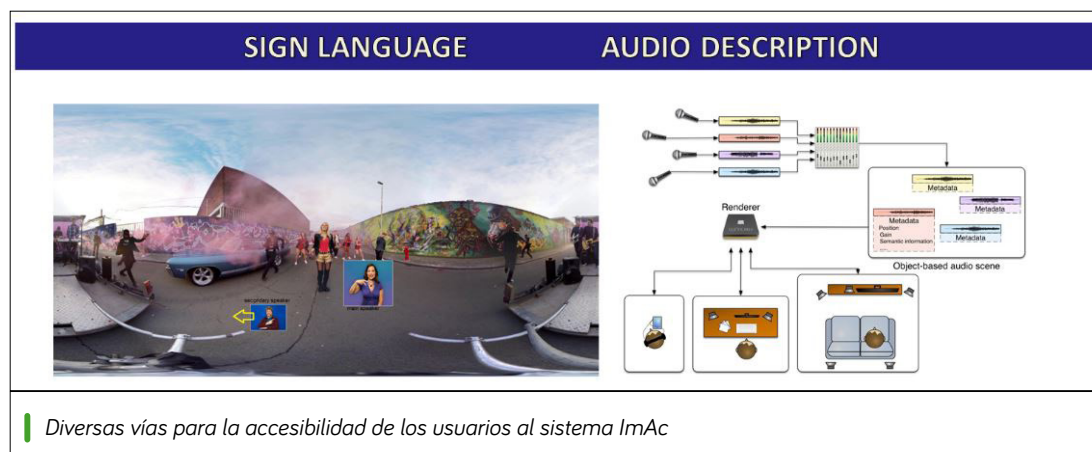 SIGN LANGUAGE
AUDIO DESCRIPTION
secondary speaker
main speaker
Metadata
Metadata
Metadata
Position
Gain
Semantic information
....
Metadata
Renderer
Object-based audio scene
Diversas vías para la accesibilidad de los usuarios al sistema ImAc